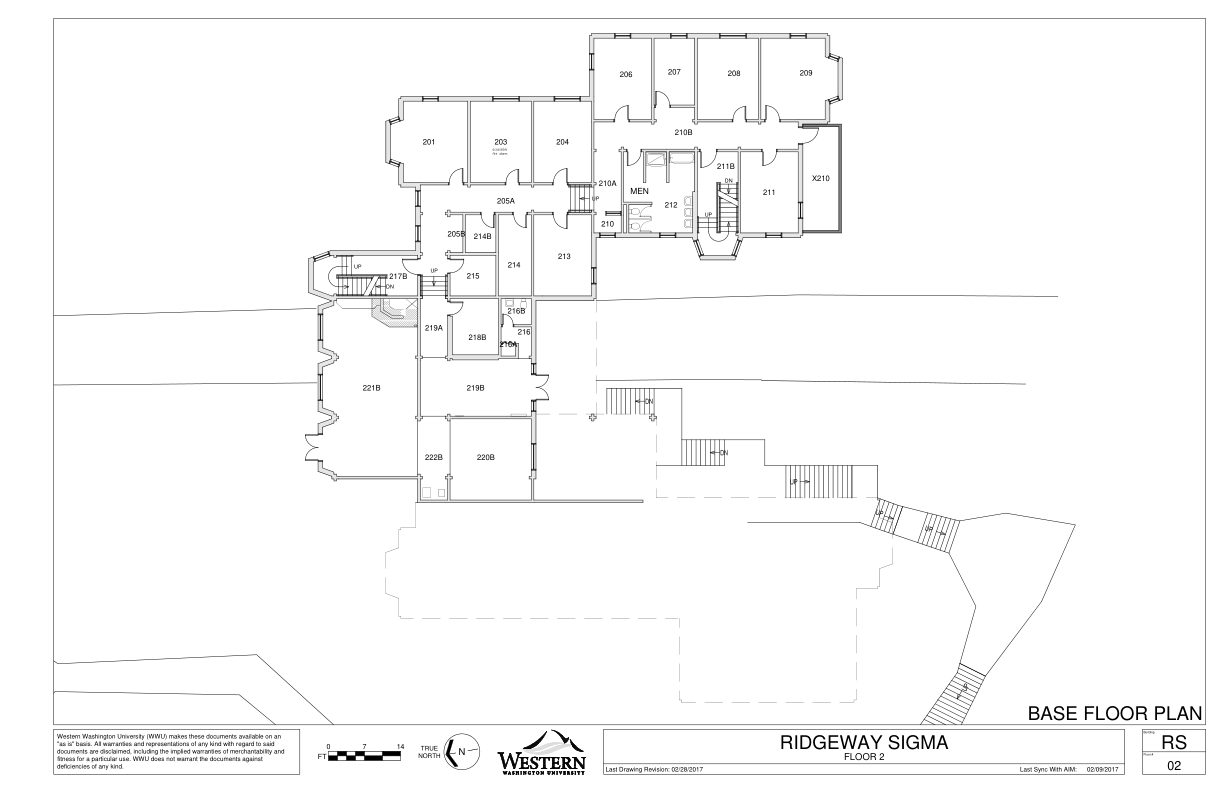 206
207
208
209
201
203
204
210B
210A
MEN
212
211B
DN
UP
211
X210
205A
UP
210
205B
214B
214
213
215
UP
217B
UP
DN
219A
218B
216B
216
216A
221B
219B
DN
222B
220B
DN
UP
UP
UP
UP
BASE FLOOR PLAN
Western Washington University (WWU) makes these documents available on an
"as is" basis. All warranties and representations of any kind with regard to said
documents are disclaimed, including the implied warranties of merchantability and
fitness for a particular use. WWU does not warrant the documents against
deficiencies of any kind.
FT
0 7 14
TRUE
NORTH
N
WESTERN
WASHINGTON UNIVERSITY
RIDGEWAY SIGMA
FLOOR 2
Last Drawing Revision: 02/28/2017
Last Sync With AIM: 02/09/2017
RS
02